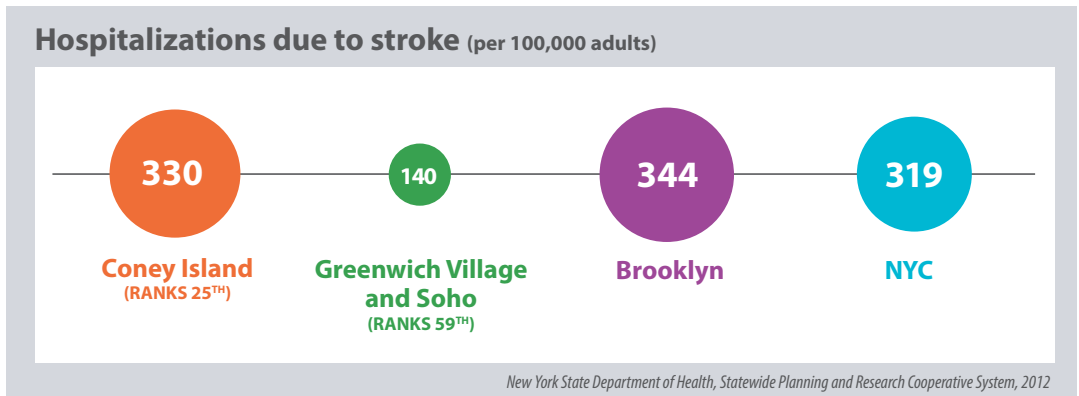 Hospitalizations due to stroke (per 100,000 adults)
330
140
344
319
Coney Island
(RANKS 25TH)
Greenwich Village
and Soho
(RANKS 59TH)
Brooklyn
NYC
New York State Department of Health, Statewide Planning and Research Cooperative System, 2012